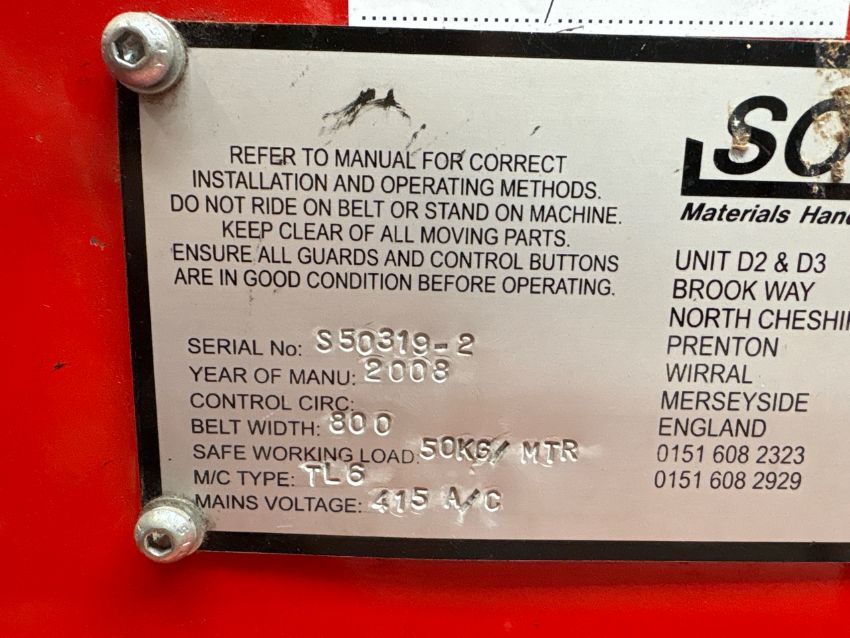 REFER TO MANUAL FOR CORRECT
INSTALLATION AND OPERATING METHODS.
DO NOT RIDE ON BELT OR STAND ON MACHINE.
KEEP CLEAR OF ALL MOVING PARTS.
ENSURE ALL GUARDS AND CONTROL BUTTONS
ARE IN GOOD CONDITION BEFORE OPERATING.
SERIAL No: S50319-2
YEAR OF MANU: 2008
CONTROL CIRC:
BELT WIDTH: 800
SAFE WORKING LOAD: 50KG/ MTR
M/C TYPE: TL6
MAINS VOLTAGE: 415 A/C
Materials
UNIT D2 & D3
BROOK WAY
NORTH
PRENTON
WIRRAL
MERSEYSIDE
ENGLAND
0151 608 2323
0151 608 2929